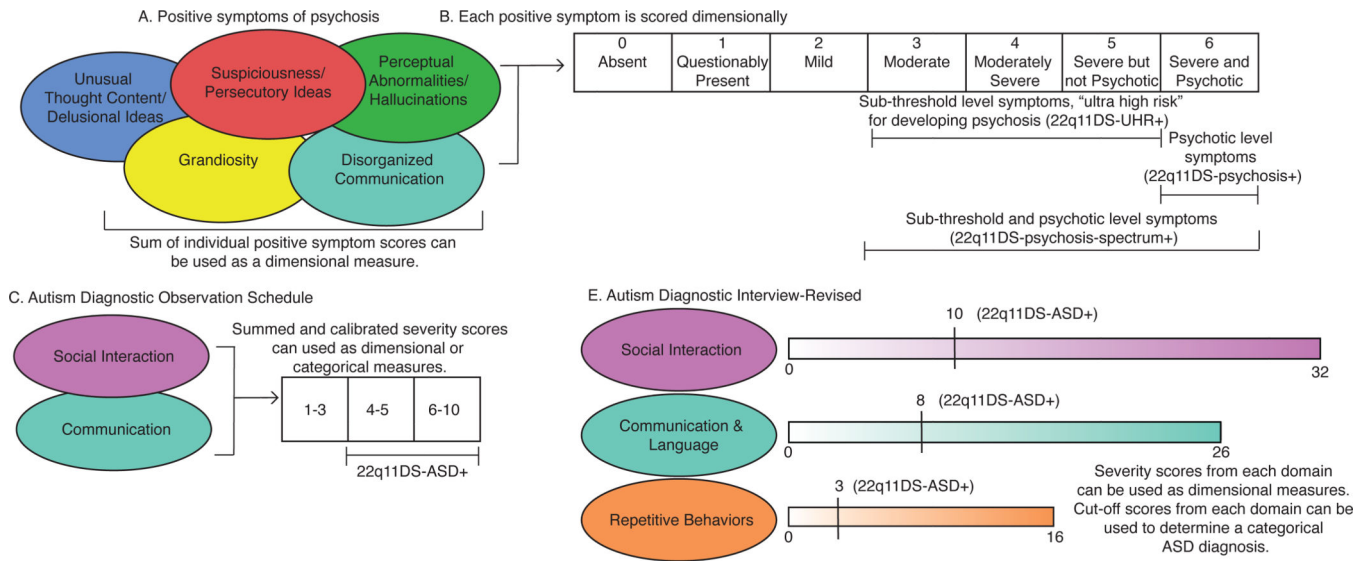 A. Positive symptoms of psychosis
Unusual
Thought Content/
Delusional Ideas
Suspiciousness/
Persecutory Ideas
Perceptual
Abnormalities/
Hallucinations
Grandiosity
Disorganized
Communication
Sum of individual positive symptom scores can
be used as a dimensional measure.
B. Each positive symptom is scored dimensionally
0
Absent
1
Questionably
Present
2
Mild
3
Moderate
4
Moderately
Severe
5
Severe but
not Psychotic
6
Severe and
Psychotic
Sub-threshold level symptoms, “ultra high risk”
for developing psychosis (22q11DS-UHR+)
Psychotic level
symptoms
(22q11DS-psychosis+)
Sub-threshold and psychotic level symptoms
(22q11DS-psychosis-spectrum+)
C. Autism Diagnostic Observation Schedule
Social Interaction
Communication
Summed and calibrated severity scores
can used as dimensional or
categorical measures.
1-3
4-5
6-10
22q11DS-ASD+
E. Autism Diagnostic Interview-Revised
Social Interaction
10 (22q11DS-ASD+)
0
32
Communication &
Language
8 (22q11DS-ASD+)
0
26
Repetitive Behaviors
3 (22q11DS-ASD+)
0
16
Severity scores from each domain
can be used as dimensional measures.
Cut-off scores from each domain can be
used to determine a categorical
ASD diagnosis.